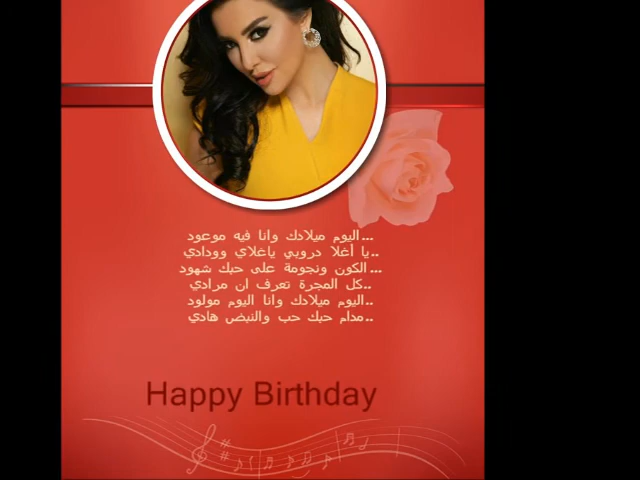 اليوم ميلادك وانا فيه موعود...
يا أغلا دروبي ياغلاي وودادي..
الكون ونجومة على حبك شهود...
كل المجرة تعرف ان مرادي..
اليوم ميلادك وانا اليوم مولود..
مدام حبك حب والنبض هادي..
Happy Birthday